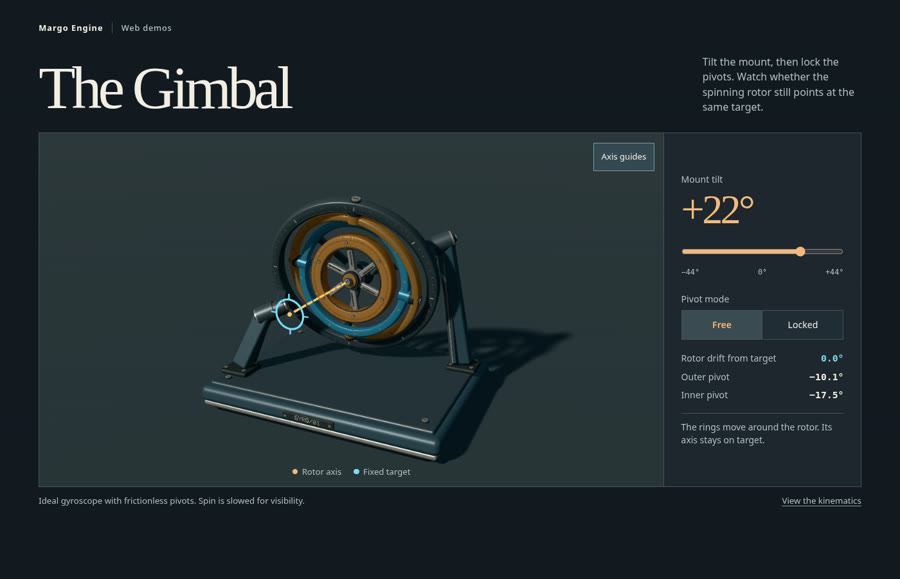 Margo Engine
Web demos
The Gimbal
Tilt the mount, then lock the
pivots. Watch whether the
spinning rotor still points at the
same target.
Axis guides
Mount tilt
+22°
−44°
0°
+44°
Pivot mode
Free
Locked
Rotor drift from target
0.0°
Outer pivot
−10.1°
Inner pivot
−17.5°
The rings move around the rotor. Its
axis stays on target.
Rotor axis
Fixed target
Ideal gyroscope with frictionless pivots. Spin is slowed for visibility.
View the kinematics